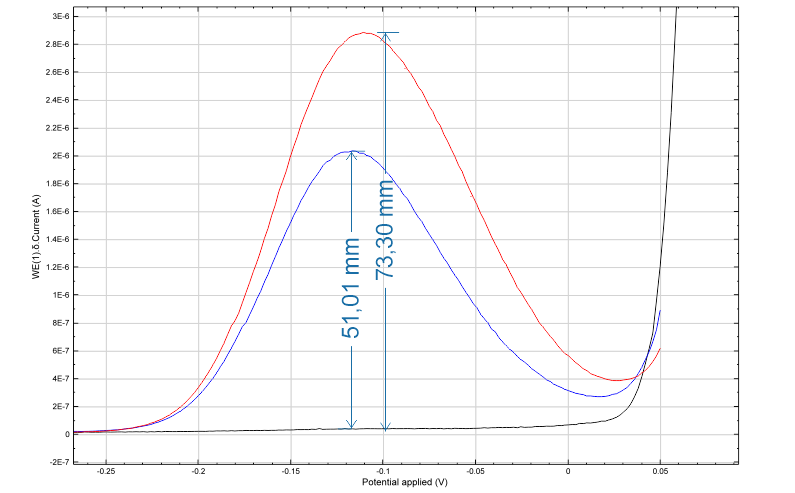 3E-6
2.8E-6
2.6E-6
2.4E-6
2.2E-6
2E-6
1.8E-6
1.6E-6
1.4E-6
1.2E-6
1E-6
8E-7
6E-7
4E-7
2E-7
0
-2E-7
WE(1).δ.Current (A)
51,01 mm
73,30 mm
-0.25 -0.2 -0.15 -0.1 -0.05 0 0.05
Potential applied (V)